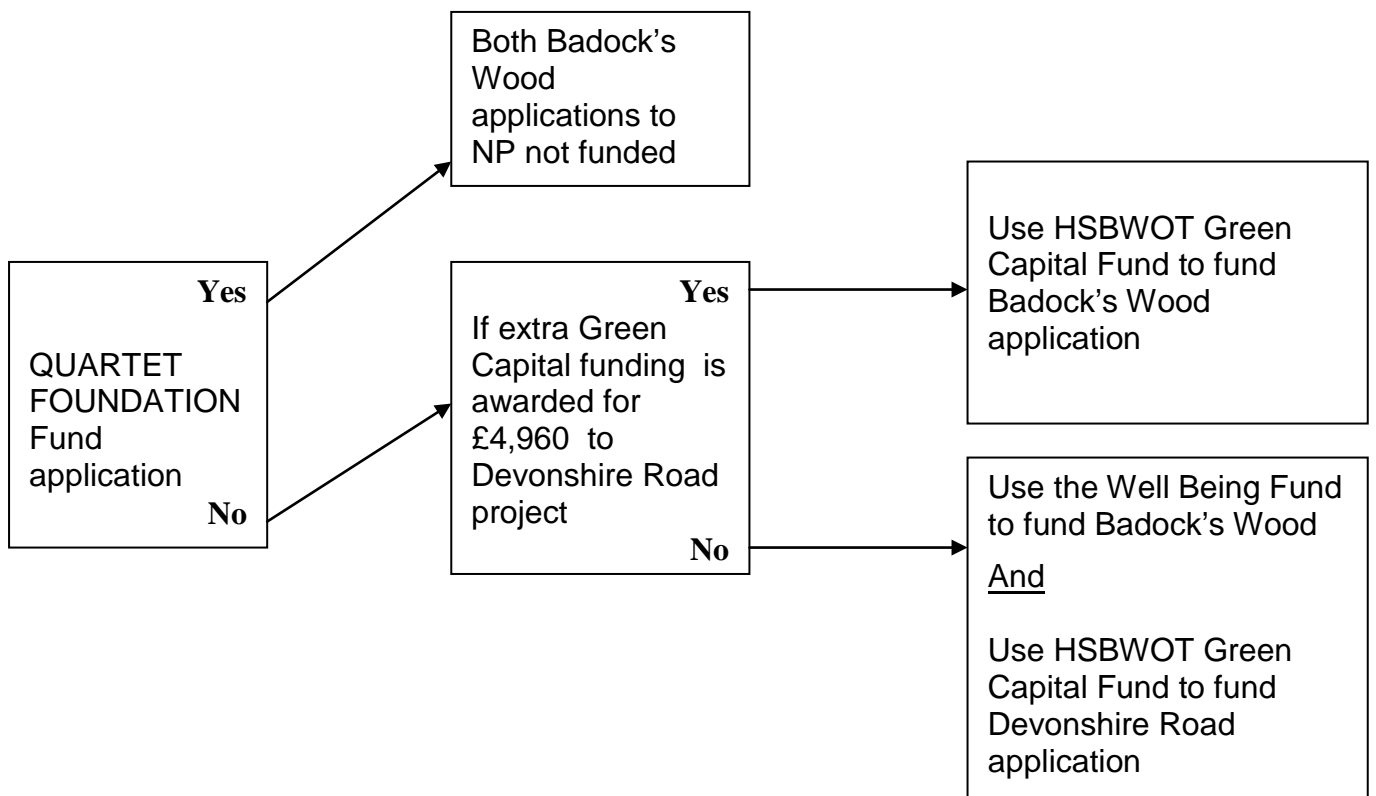 Both Badock’s
Wood
applications to
NP not funded
Yes
QUARTET
FOUNDATION
Fund
application
No
Yes
If extra Green
Capital funding is
awarded for
£4,960 to
Devonshire Road
project
No
Use HSBWOT Green
Capital Fund to fund
Badock’s Wood
application
Use the Well Being Fund
to fund Badock’s Wood
And
Use HSBWOT Green
Capital Fund to fund
Devonshire Road
application